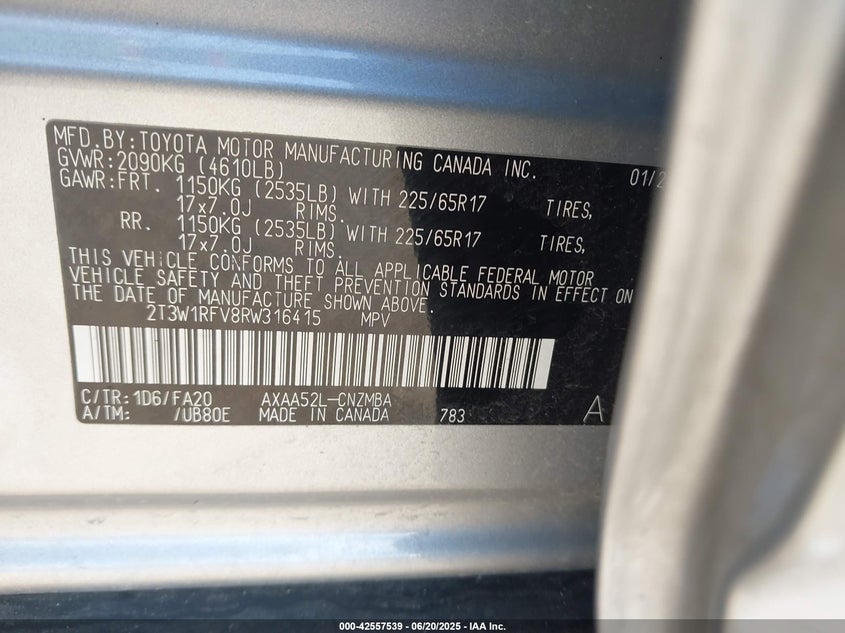 MFD.BY:TOYOTA MOTOR MANUFACTURING CANADA INC. 01/2
GVWR:2090KG (4610LB)
GAWR:FRT. 1150KG (2535LB) WITH 225/65R17 TIRES,
17x7.0J RIMS.
RR. 1150KG (2535LB) WITH 225/65R17 TIRES,
17x7.0J RIMS.
THIS VEHICLE CONFORMS TO ALL APPLICABLE FEDERAL MOTOR
VEHICLE SAFETY AND THEFT PREVENTION STANDARDS IN EFFECT ON
THE DATE OF MANUFACTURE SHOWN ABOVE.
2T3W1RFV8RW316415 MPV
C/TR:1D6/FA20 AXAA52L-CNZMBA
A/TM: /UB80E MADE IN CANADA 783 A
000-42557539 - 06/20/2025 - IAA Inc.